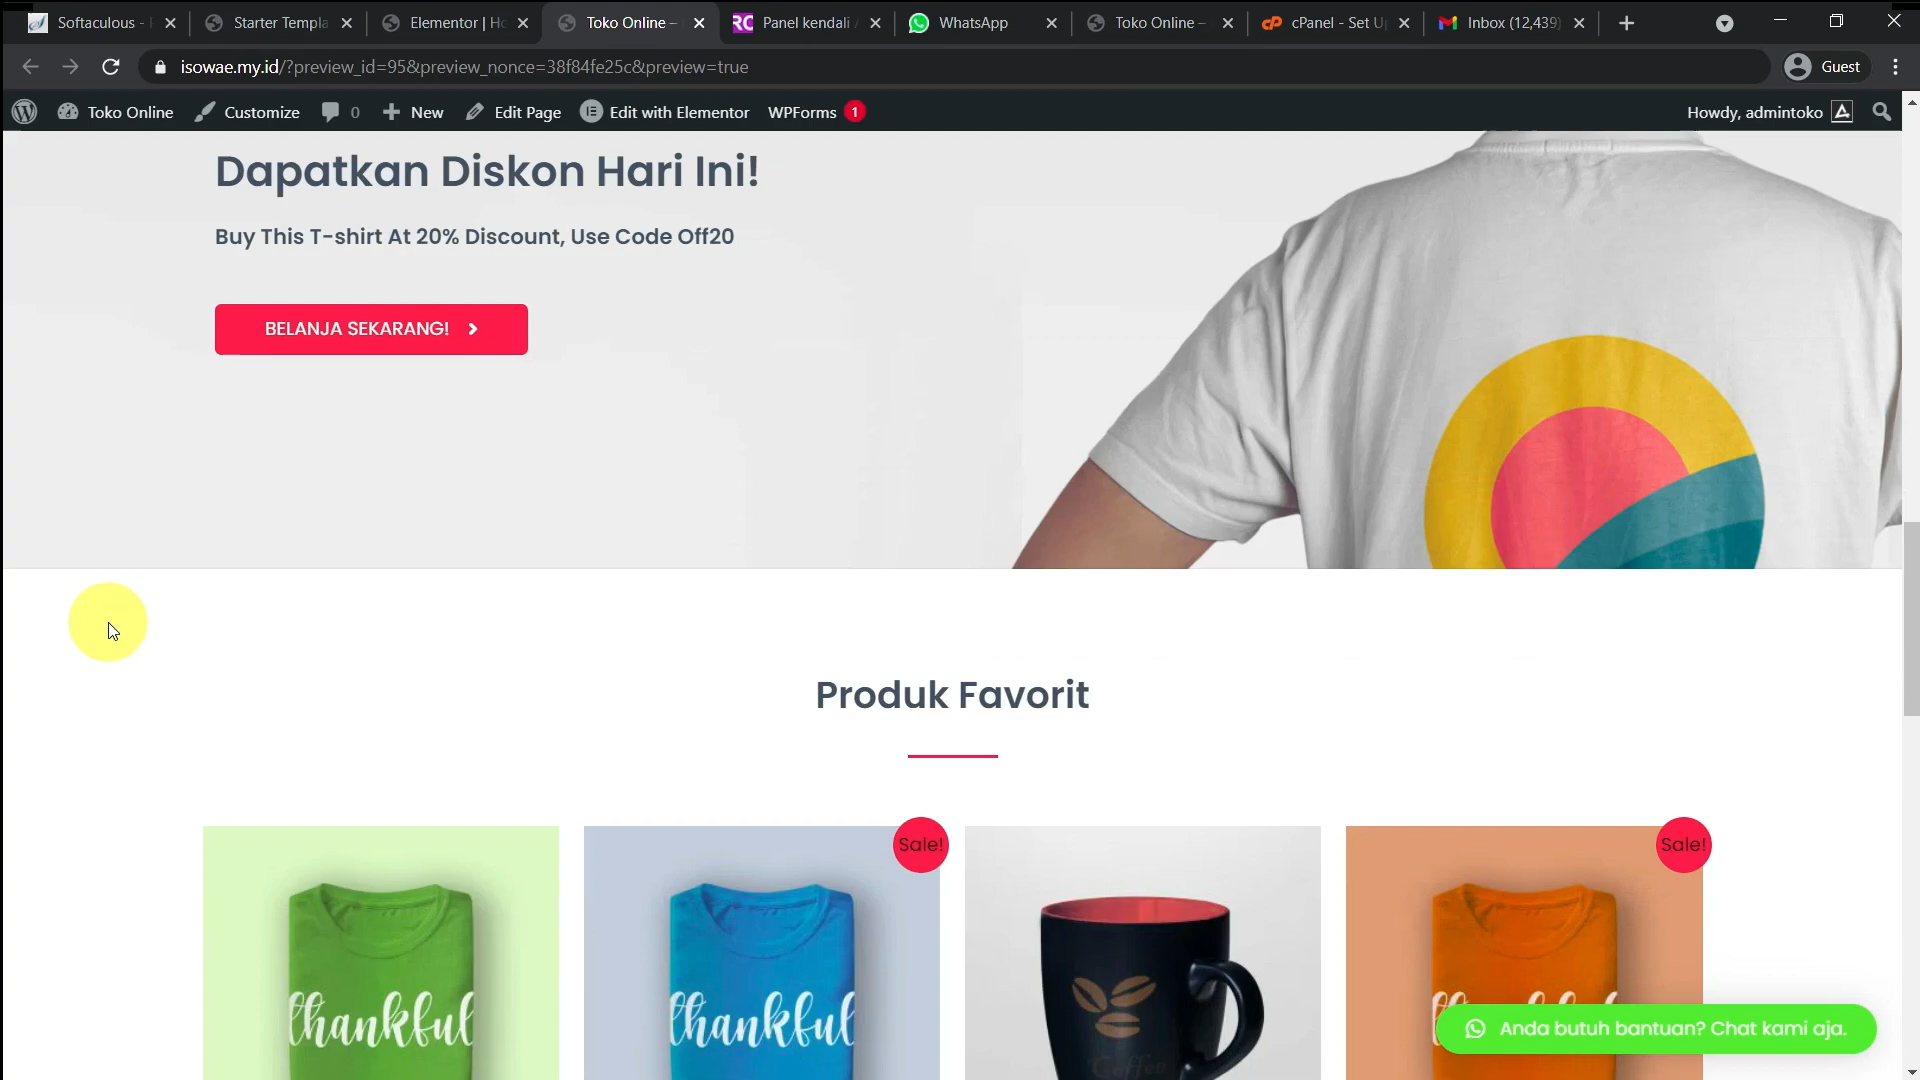 Softaculous -
Starter Templa
Elementor | Ho
Toko Online –
Panel kendali
WhatsApp
Toko Online –
cPanel - Set U
Inbox (12,439)
isowae.my.id/?preview_id=95&preview_nonce=38f84fe25c&preview=true
Guest
Toko Online
Customize
0
New
Edit Page
Edit with Elementor
WPForms 1
Howdy, admintoko
Dapatkan Diskon Hari Ini!
Buy This T-shirt At 20% Discount, Use Code Off20
BELANJA SEKARANG!
Produk Favorit
Sale!
Sale!
thankful
thankful
Coffee
Anda butuh bantuan? Chat kami aja.